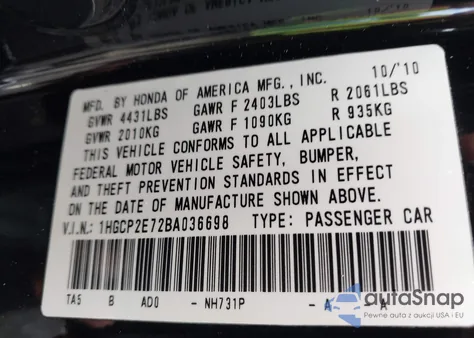 MFD. BY HONDA OF AMERICA MFG., INC. 10/'10
GVWR 4431LBS GAWR F 2403LBS R 2061LBS
GVWR 2010KG GAWR F 1090KG R 935KG
THIS VEHICLE CONFORMS TO ALL APPLICABLE
FEDERAL MOTOR VEHICLE SAFETY, BUMPER,
AND THEFT PREVENTION STANDARDS IN EFFECT
ON THE DATE OF MANUFACTURE SHOWN ABOVE.
V.I.N.: 1HGCP2E72BA036698 TYPE: PASSENGER CAR
TA5 B AD0 - NH731P - A - A
autoSnap
Pewne auta z aukcji USA i EU